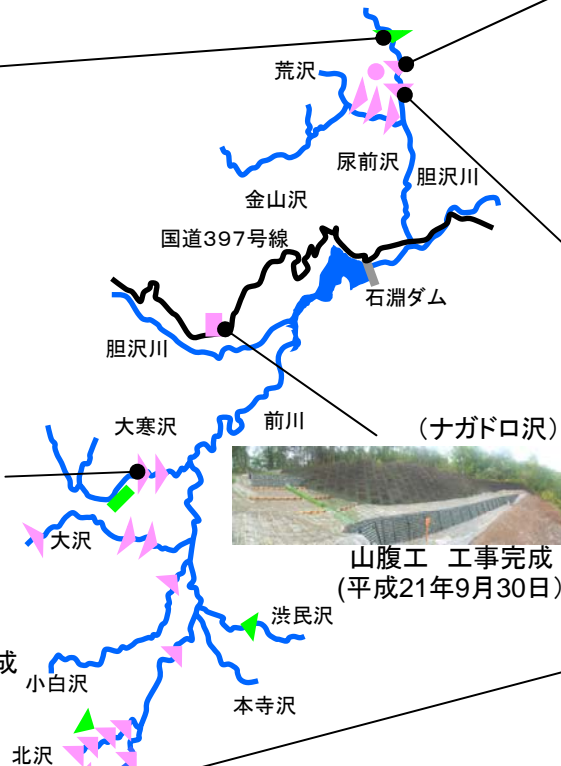 荒沢
尿前沢
胆沢川
金山沢
国道397号線
石淵ダム
胆沢川
前川
大寒沢
（ナガドロ沢）
大沢
山腹工 工事完成
(平成21年9月30日)
渋民沢
成
小白沢
本寺沢
北沢